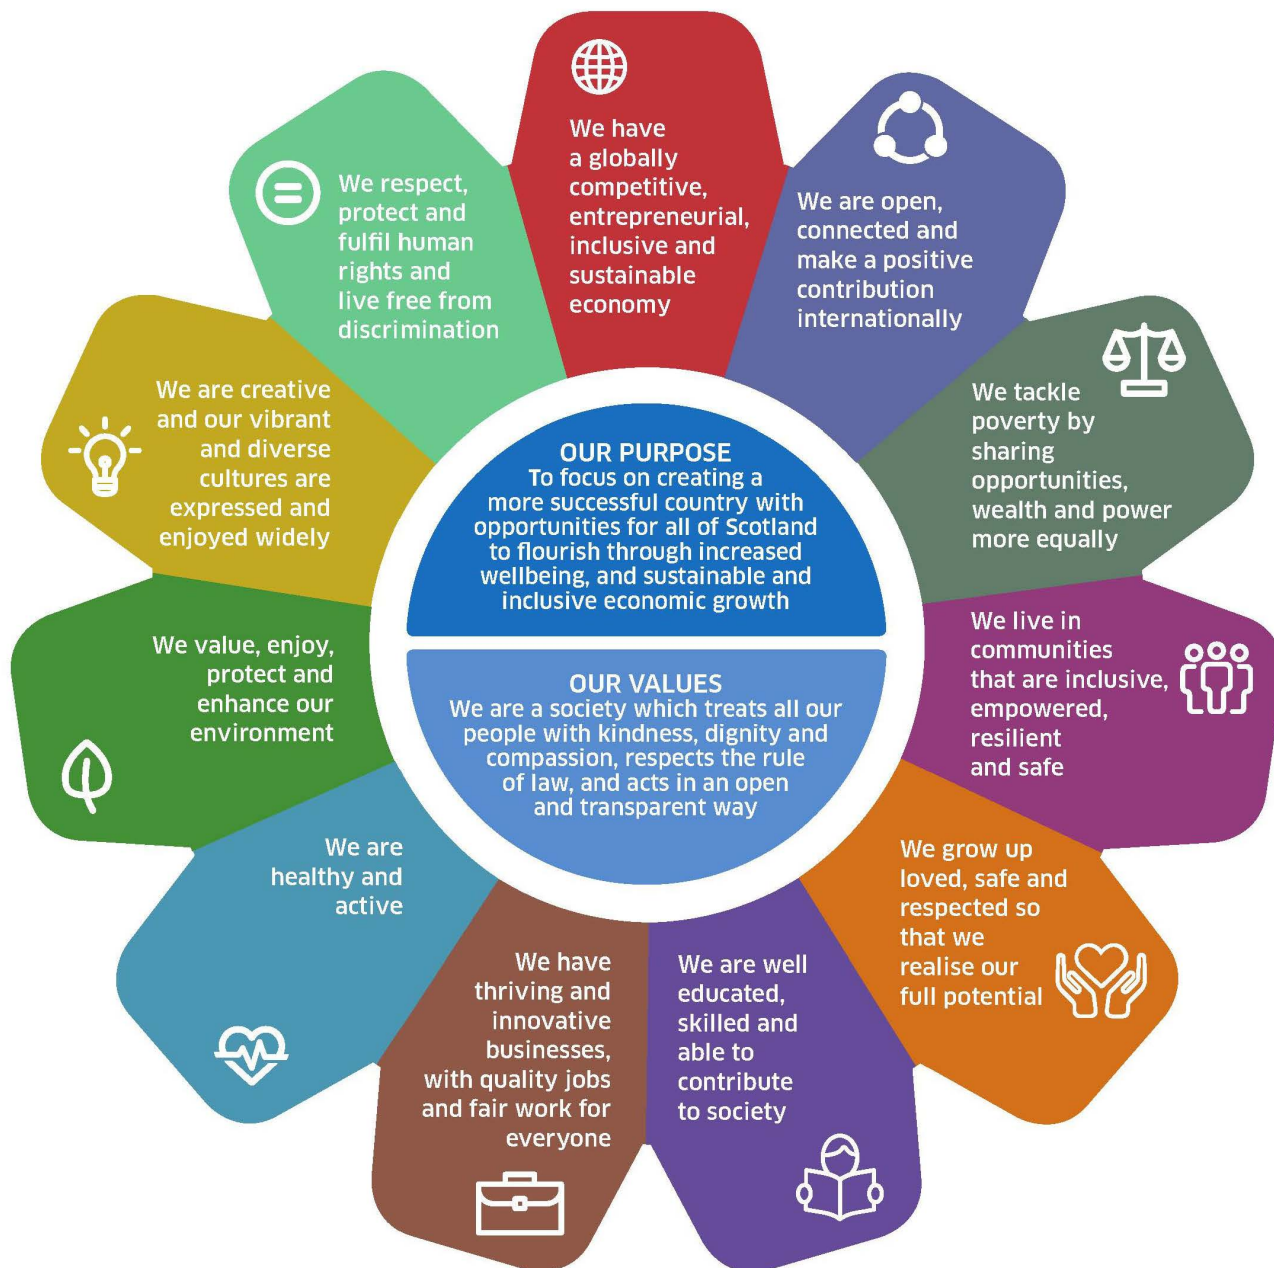 We have
a globally
competitive,
entrepreneurial,
inclusive and
sustainable
economy
We are open,
connected and
make a positive
contribution
internationally
We tackle
poverty by
sharing
opportunities,
wealth and power
more equally
We live in
communities
that are inclusive,
empowered,
resilient
and safe
We grow up
loved, safe and
respected so
that we
realise our
full potential
We are well
educated,
skilled and
able to
contribute
to society
We have
thriving and
innovative
businesses,
with quality jobs
and fair work for
everyone
We are
healthy and
active
We value, enjoy,
protect and
enhance our
environment
We are creative
and our vibrant
and diverse
cultures are
expressed and
enjoyed widely
We respect,
protect and
fulfil human
rights and
live free from
discrimination
OUR PURPOSE
To focus on creating a
more successful country with
opportunities for all of Scotland
to flourish through increased
wellbeing, and sustainable and
inclusive economic growth
OUR VALUES
We are a society which treats all our
people with kindness, dignity and
compassion, respects the rule
of law, and acts in an open
and transparent way